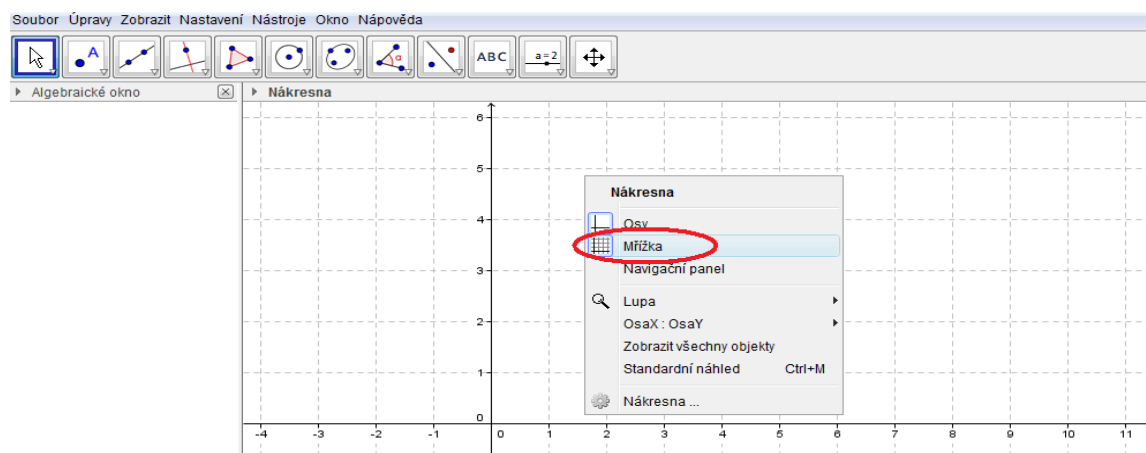 Soubor Úpravy Zobrazit Nastavení Nástroje Okno Nápověda
A α ABC a=2
Algebraické okno
Nákresna
6
5
4
3
2
1
0
-4 -3 -2 -1 0 1 2 3 4 5 6 7 8 9 10 11
Nákresna
Osy
Mřížka
Navigační panel
Lupa
OsaX : OsaY
Zobrazit všechny objekty
Standardní náhled Ctrl+M
Nákresna ...